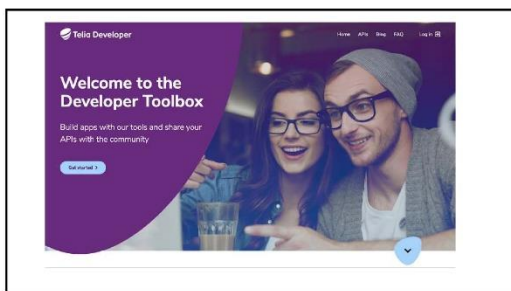 Telia Developer
Home APIs Blog FAQ Log in
Welcome to the
Developer Toolbox
Build apps with our tools and share your
APIs with the community
Get started >